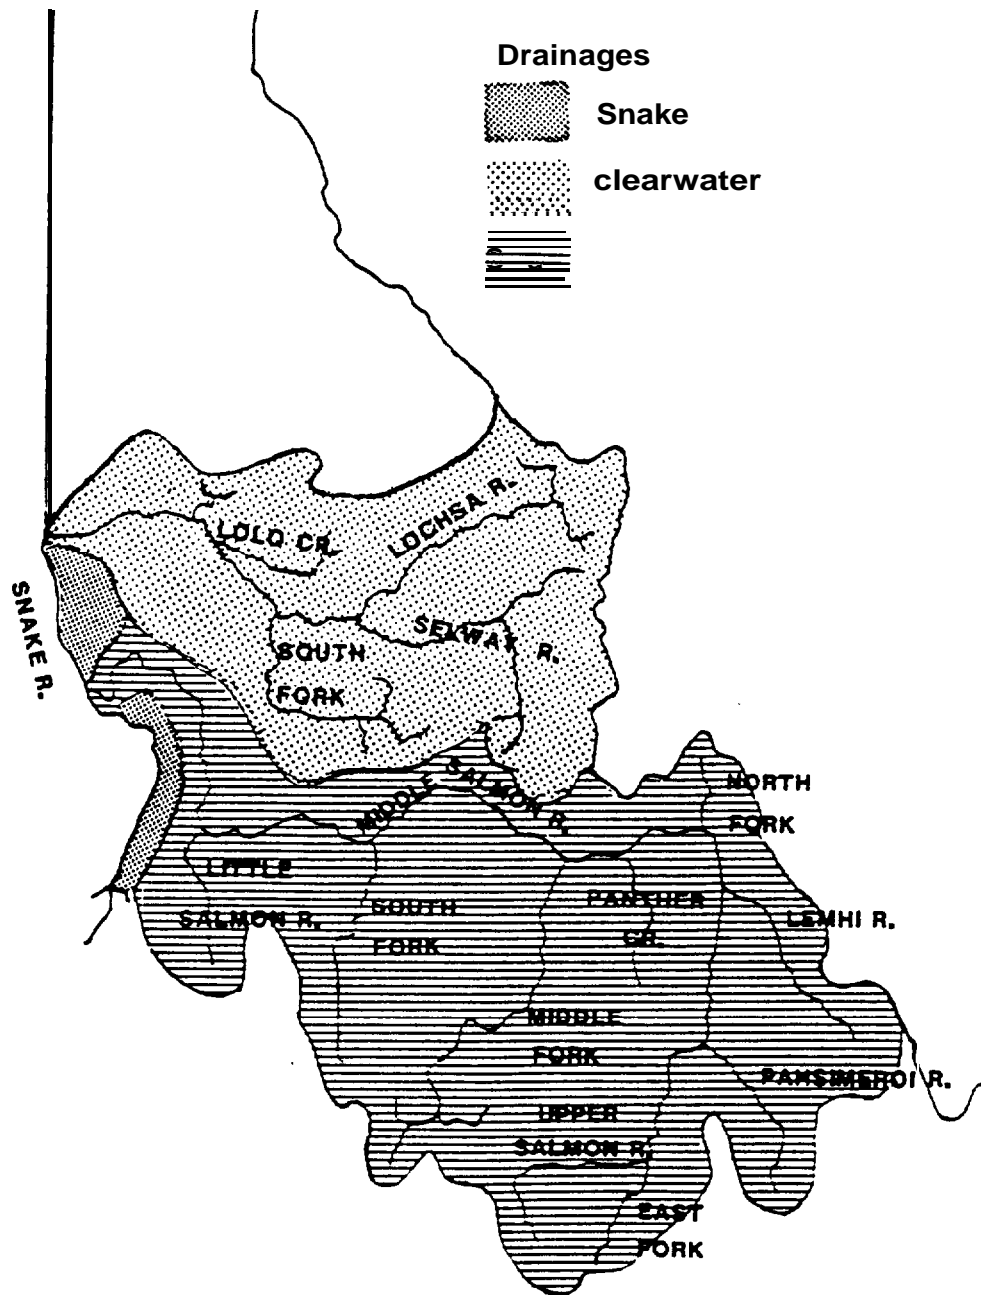 Drainages
Snake
clearwater
LOLO CR.
LOCHSA R.
SNAKE R.
SELWAY R.
SOUTH
FORK
MIDDLE SALMON R.
NORTH
FORK
LITTLE
SALMON R.
SOUTH
FORK
PANTHER
CR.
LEMHI R.
MIDDLE
FORK
PAHSIMEROI R.
UPPER
SALMON R.
EAST
FORK